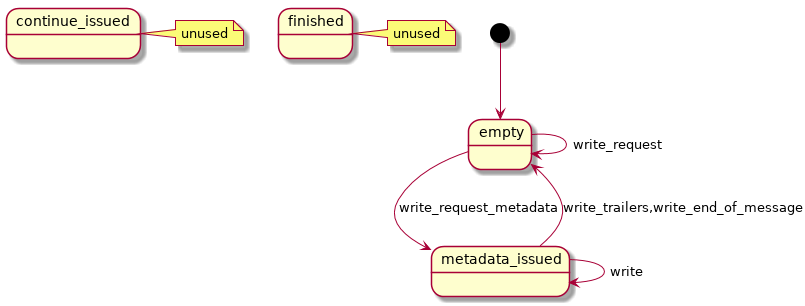 continue_issued
unused
finished
unused
empty
write_request
write_request_metadata
write_trailers,write_end_of_message
metadata_issued
write